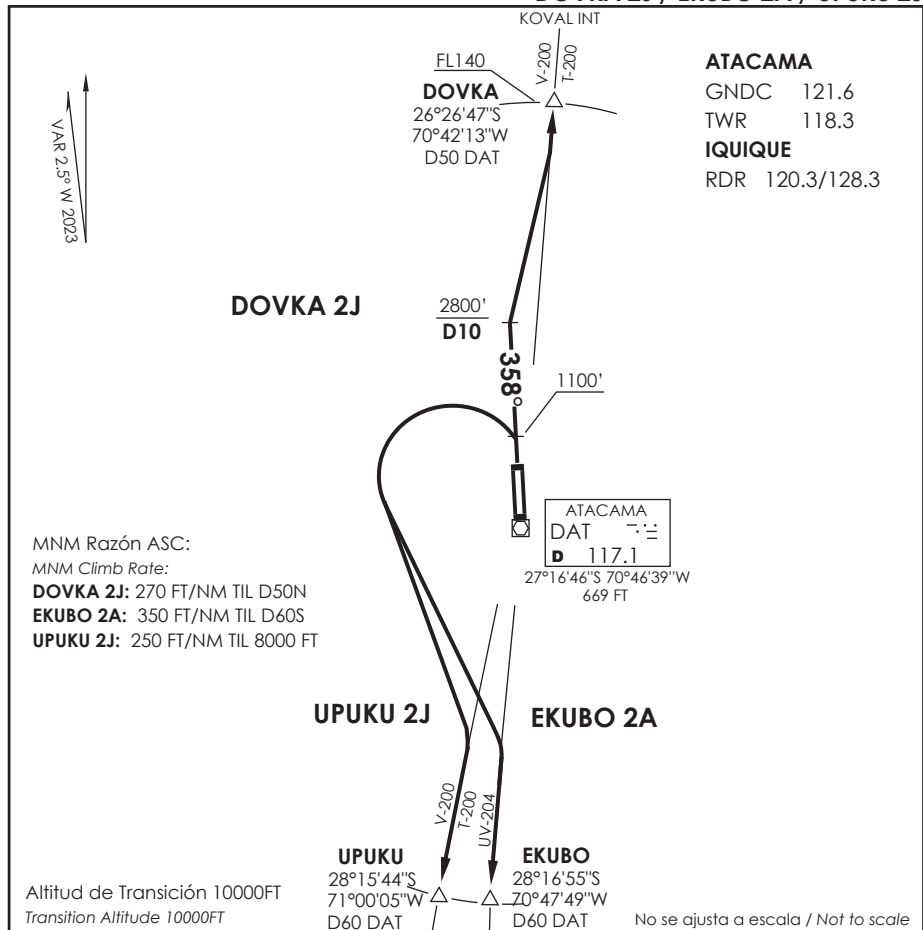 KOVAL INT
V-200
T-200
FL140
DOVKA
26°26'47"S
70°42'13"W
D50 DAT
ATACAMA
GNDC 121.6
TWR 118.3
IQUIQUE
RDR 120.3/128.3
VAR 2.5° W 2023
DOVKA 2J
2800'
D10
358°
1100'
ATACAMA
DAT
D 117.1
27°16'46"S 70°46'39"W
669 FT
MNM Razón ASC:
MNM Climb Rate:
DOVKA 2J: 270 FT/NM TIL D50N
EKUBO 2A: 350 FT/NM TIL D60S
UPUKU 2J: 250 FT/NM TIL 8000 FT
UPUKU 2J
EKUBO 2A
V-200
T-200
UV-204
UPUKU
28°15'44"S
71°00'05"W
D60 DAT
EKUBO
28°16'55"S
70°47'49"W
D60 DAT
Altitud de Transición 10000FT
Transition Altitude 10000FT
No se ajusta a escala / Not to scale